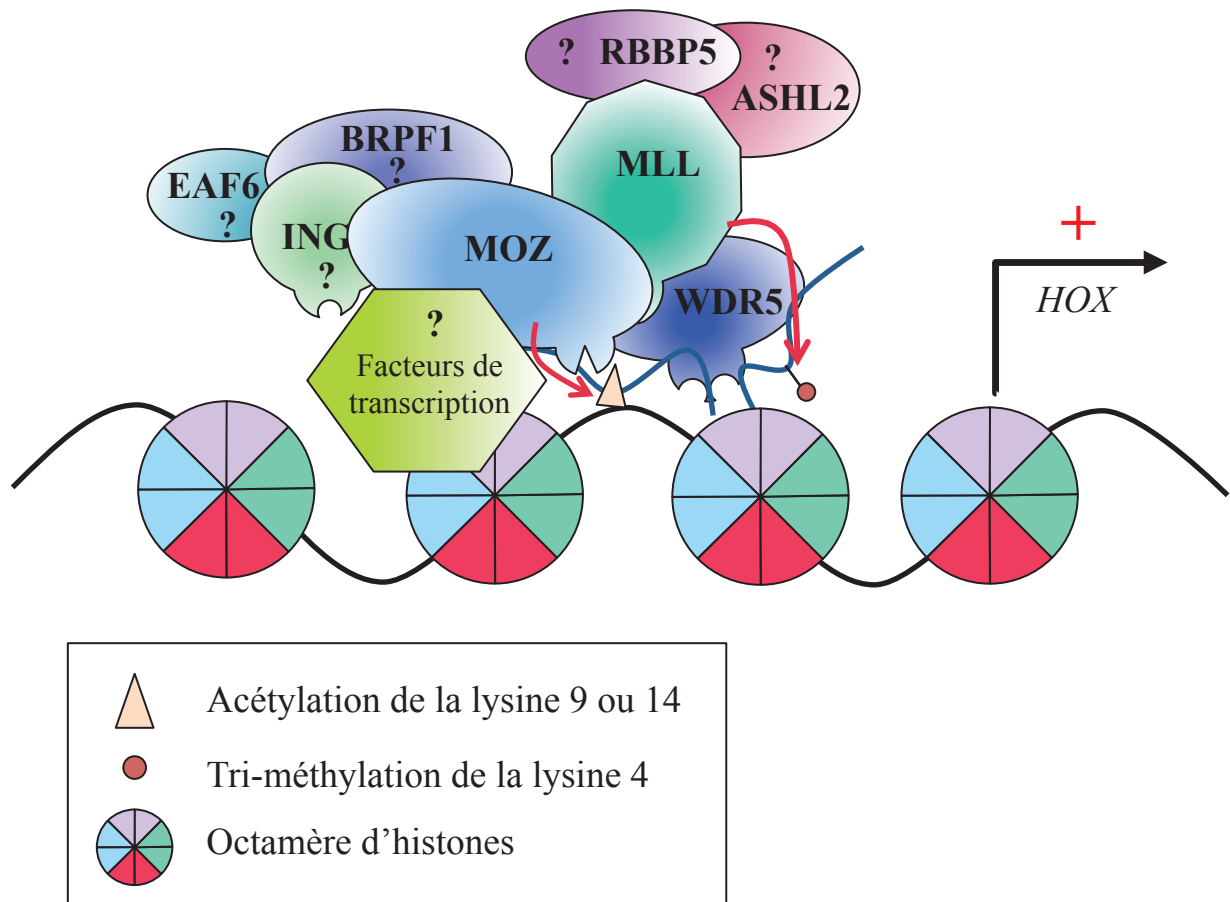 ? RBBP5
?
ASHL2
BRPF1
?
MLL
EAF6
?
ING
?
MOZ
WDR5
+
HOX
?
Facteurs de
transcription
Acétylation de la lysine 9 ou 14
Tri-méthylation de la lysine 4
Octamère d’histones